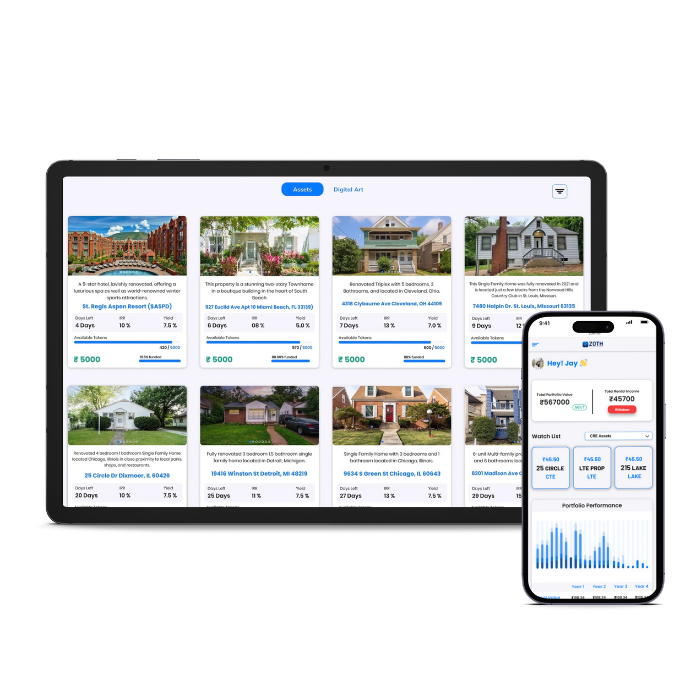 Assets
Digital Art
A 5-star hotel, lavishly renovated, offering a
luxurious spa as well as world-renowned winter
sports attractions.
St. Regis Aspen Resort ($ASPD)
Days Left IRR Yield
4 Days 10 % 7.5 %
Available Tokens
420 / 5000
₹ 5000
This property is a stunning two-story Townhome
in a boutique building in the heart of South
Beach
927 Euclid Ave Apt 10 Miami Beach, FL 33139)
Days Left IRR Yield
6 Days 08 % 5.0 %
Available Tokens
570 / 5000
₹ 5000
Renovated Triplex with 5 bedrooms, 3
Bathrooms, and located in Cleveland, Ohio.
4318 Clybourne Ave Cleveland, OH 44109
Days Left IRR Yield
7 Days 13 % 7.0 %
Available Tokens
600 / 5000
₹ 5000
This Single Family Home was fully renovated in 2021 and
is located just a few blocks from the Norwood Hills
Country Club in St. Louis, Missouri.
7480 Halpin Dr. St. Louis, Missouri 63135
Days Left IRR
9 Days
Available Tokens
₹ 5000
Renovated 4 bedroom 1 bathroom Single Family Home
located Chicago, Illinois in close proximity to local parks,
shops, and restaurants.
25 Circle Dr Dixmoor, IL 60426
Days Left IRR Yield
20 Days 10 % 7.5 %
Fully renovated 3 bedroom 1.5 bathroom single
family home located in Detroit, Michigan.
19416 Winston St Detroit, MI 48219
Days Left IRR Yield
25 Days 11 % 7.5 %
Single Family Home with 3 bedrooms and 1
bathroom located in Chicago, Illinois.
9634 S Green St Chicago, IL 60643
Days Left IRR Yield
27 Days 13 % 7.5 %
6-unit Multi-family
and 6 bathrooms
8201 Madison Ave
Days Left IRR
29 Days
9:41
ZOTH
Hey! Jay
Total Portfolio Value
₹567000
Total Rental Income
₹45700
Withdraw
Watch List
CRE Assets
₹45.50
25 CIRCLE
CTE
₹45.50
LTE PROP
LTE
₹45.50
215 LAKE
LAKE
Portfolio Performance
Year 1 Year 2 Year 3 Year 4